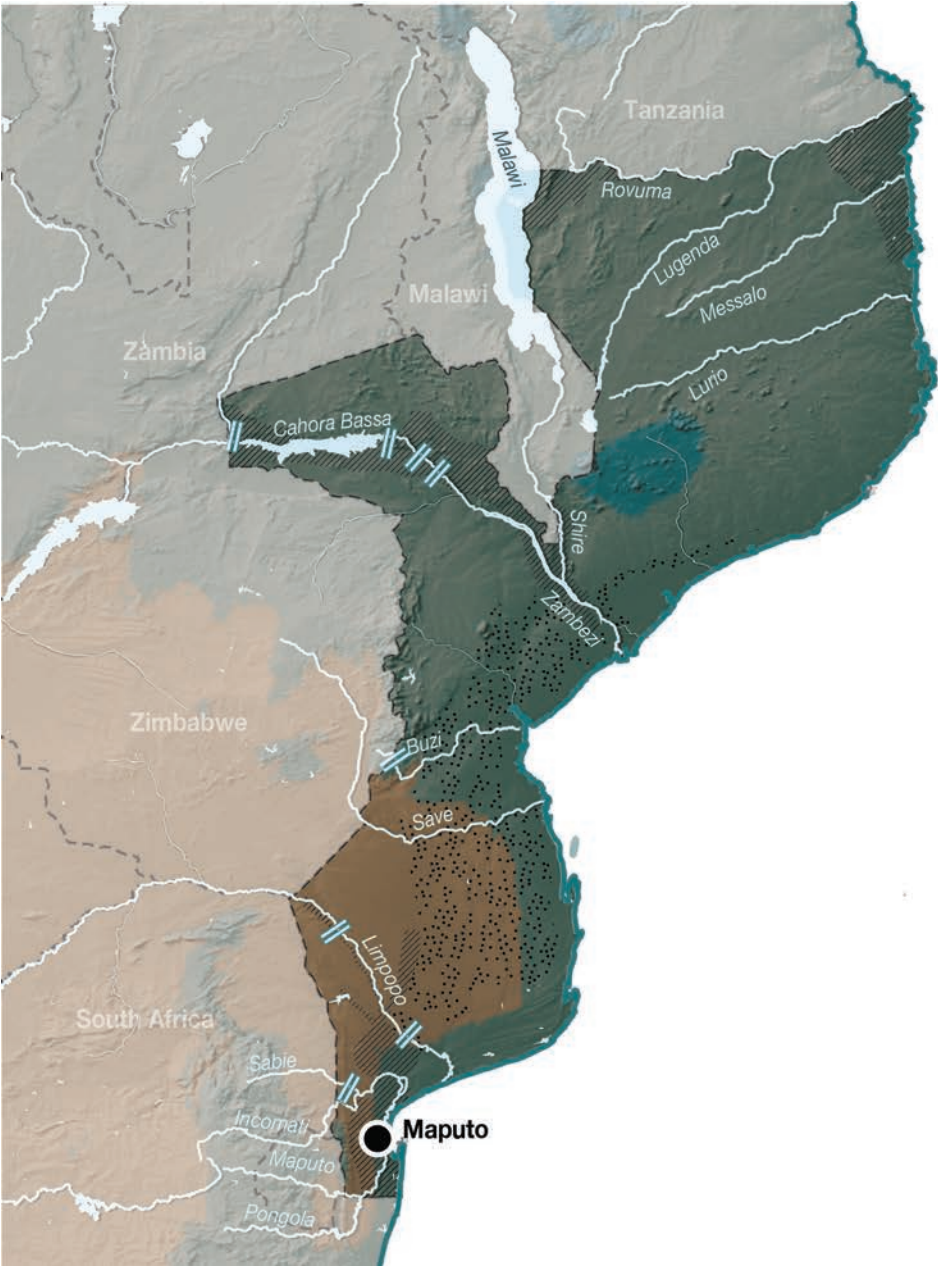 Tanzania
Malawi
Rovuma
Lugenda
Malawi
Messalo
Zambia
Lurio
Cahora Bassa
Shire
Zambezi
Zimbabwe
Buzi
Save
Limpopo
South Africa
Sabie
Incomati
Maputo
Maputo
Pongola